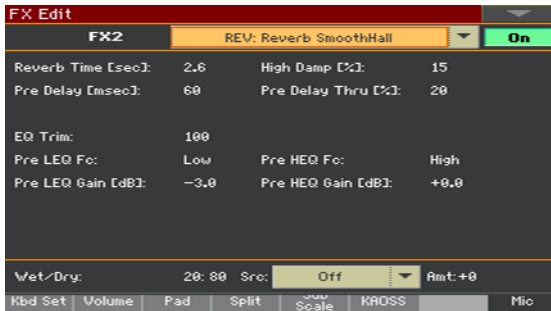 FX Edit
FX2 REV: Reverb SmoothHall On
Reverb Time [sec]: 2.6 High Damp [%]: 15
Pre Delay [msec]: 60 Pre Delay Thru [%]: 20
EQ Trim: 100
Pre LEQ Fc: Low Pre HEQ Fc: High
Pre LEQ Gain [dB]: -3.0 Pre HEQ Gain [dB]: +0.0
Wet/Dry: 20:80 Src: Off Amt:+0
Kbd Set Volume Pad Split Sub Scale KAOSS Mic